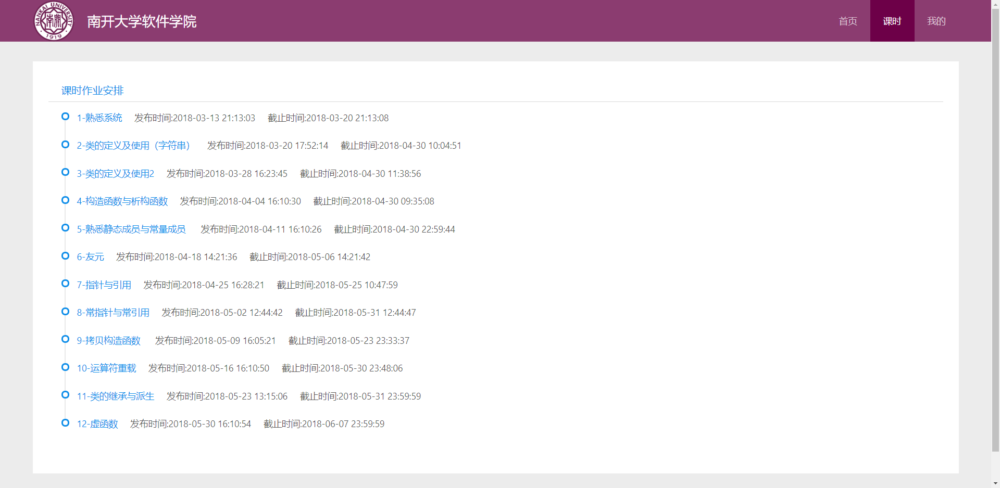 NANKAI UNIVERSITY
南開
1919
南开大学软件学院
首页 课时 我的
课时作业安排
1-熟悉系统 发布时间:2018-03-13 21:13:03 截止时间:2018-03-20 21:13:08
2-类的定义及使用（字符串） 发布时间:2018-03-20 17:52:14 截止时间:2018-04-30 10:04:51
3-类的定义及使用2 发布时间:2018-03-28 16:23:45 截止时间:2018-04-30 11:38:56
4-构造函数与析构函数 发布时间:2018-04-04 16:10:30 截止时间:2018-04-30 09:35:08
5-熟悉静态成员与常量成员 发布时间:2018-04-11 16:10:26 截止时间:2018-04-30 22:59:44
6-友元 发布时间:2018-04-18 14:21:36 截止时间:2018-05-06 14:21:42
7-指针与引用 发布时间:2018-04-25 16:28:21 截止时间:2018-05-25 10:47:59
8-常指针与常引用 发布时间:2018-05-02 12:44:42 截止时间:2018-05-31 12:44:47
9-拷贝构造函数 发布时间:2018-05-09 16:05:21 截止时间:2018-05-23 23:33:37
10-运算符重载 发布时间:2018-05-16 16:10:50 截止时间:2018-05-30 23:48:06
11-类的继承与派生 发布时间:2018-05-23 13:15:06 截止时间:2018-05-31 23:59:59
12-虚函数 发布时间:2018-05-30 16:10:54 截止时间:2018-06-07 23:59:59